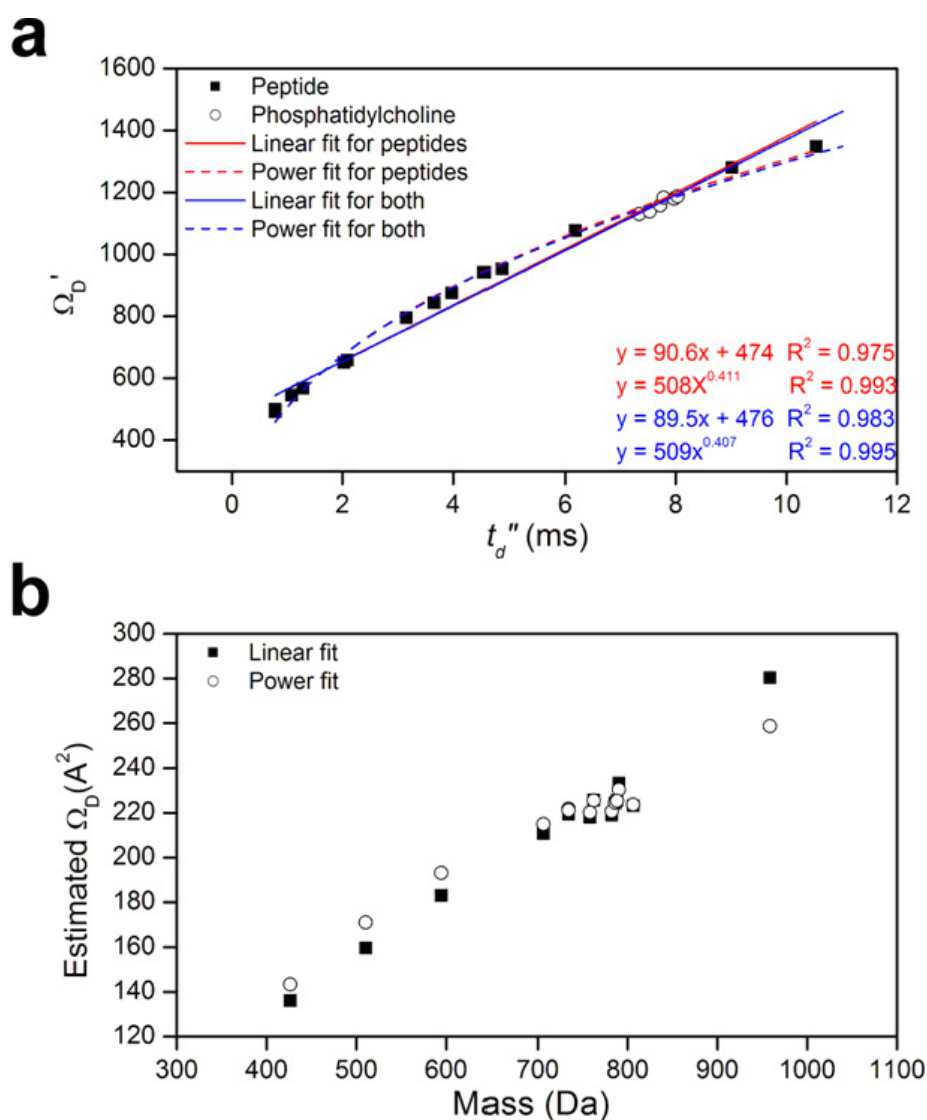 a
1600
1400
1200
1000
800
600
400
Ω_D'
■ Peptide
○ Phosphatidylcholine
Linear fit for peptides
Power fit for peptides
Linear fit for both
Power fit for both
y = 90.6x + 474 R² = 0.975
y = 508X^0.411 R² = 0.993
y = 89.5x + 476 R² = 0.983
y = 509x^0.407 R² = 0.995
0 2 4 6 8 10 12
t_d" (ms)
b
300
280
260
240
220
200
180
160
140
120
Estimated Ω_D(A²)
■ Linear fit
○ Power fit
300 400 500 600 700 800 900 1000 1100
Mass (Da)